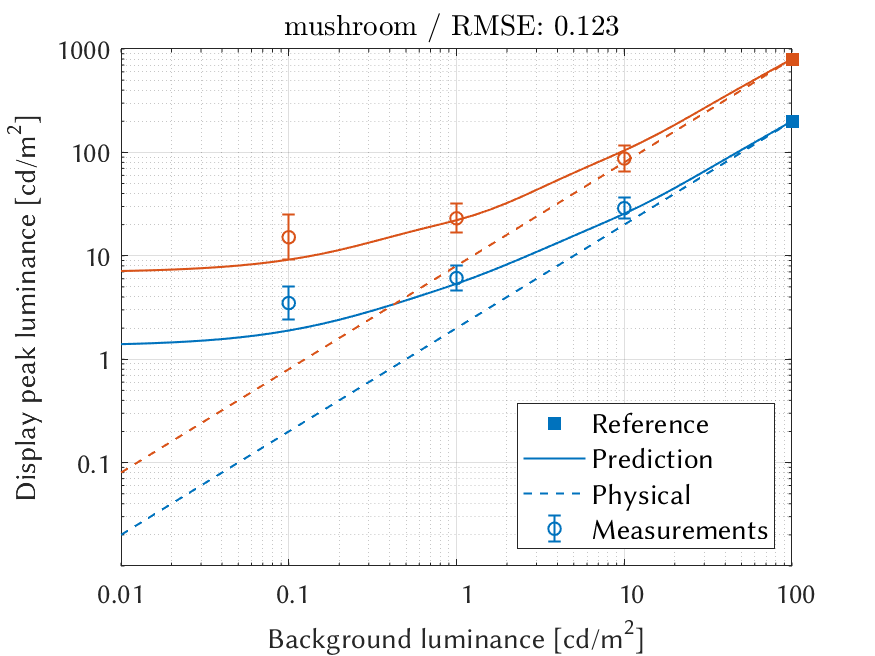 mushroom / RMSE: 0.123
1000
100
10
1
0.1
Display peak luminance [cd/m²]
Reference
Prediction
Physical
Measurements
0.01 0.1 1 10 100
Background luminance [cd/m²]